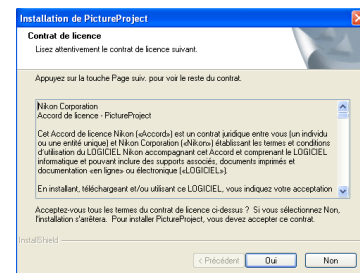 Installation de PictureProject
Contrat de licence
Lisez attentivement le contrat de licence suivant.
Appuyez sur la touche Page suiv. pour voir le reste du contrat.
Nikon Corporation
Accord de licence - PictureProject
Cet Accord de licence Nikon («Accord») est un contrat juridique entre vous (un individu
ou une entité unique) et Nikon Corporation («Nikon») établissant les termes et conditions
d'utilisation du LOGICIEL Nikon accompagnant cet Accord et comprenant le LOGICIEL
informatique et pouvant inclure des supports associés, documents imprimés et
documentation «en ligne» ou électronique («LOGICIEL»).
En installant, téléchargeant et/ou utilisant ce LOGICIEL, vous indiquez votre acceptation
Acceptez-vous tous les termes du contrat de licence ci-dessus ? Si vous sélectionnez Non,
l'installation s'arrêtera. Pour installer PictureProject, vous devez accepter ce contrat.
InstallShield
< Précédent Oui Non